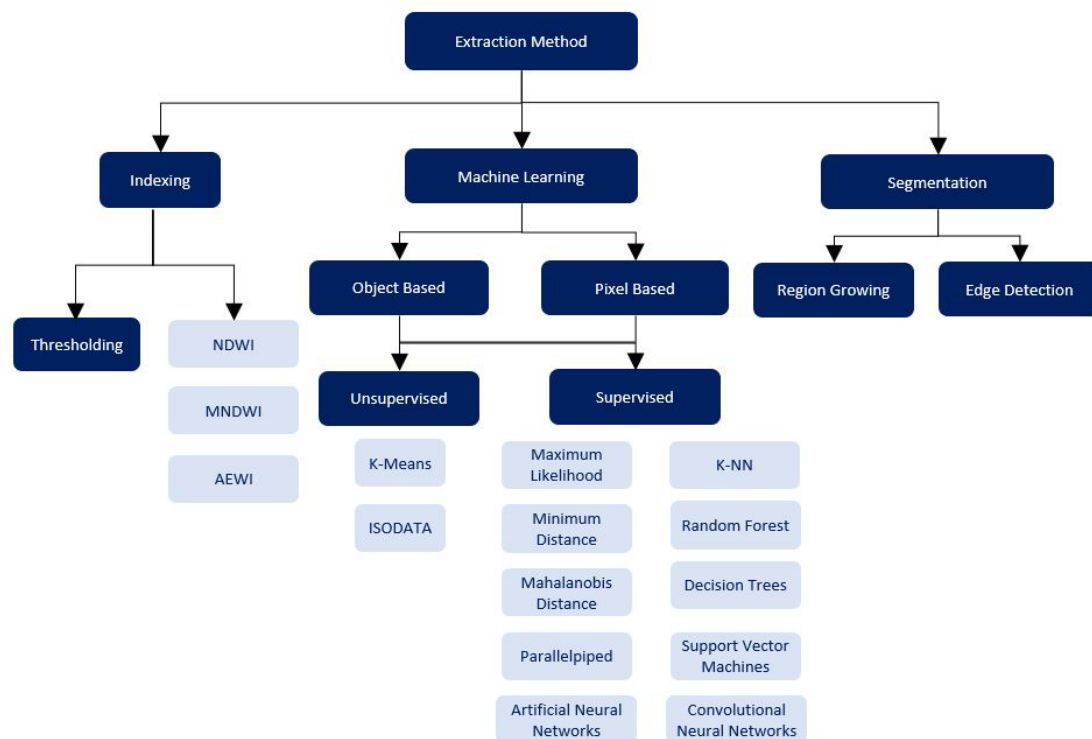 Extraction Method
Indexing
Machine Learning
Segmentation
Object Based
Pixel Based
Region Growing
Edge Detection
Thresholding
NDWI
MNDWI
AEWI
Unsupervised
Supervised
K-Means
ISODATA
Maximum
Likelihood
Minimum
Distance
Mahalanobis
Distance
Parallelpiped
Artificial Neural
Networks
K-NN
Random Forest
Decision Trees
Support Vector
Machines
Convolutional
Neural Networks